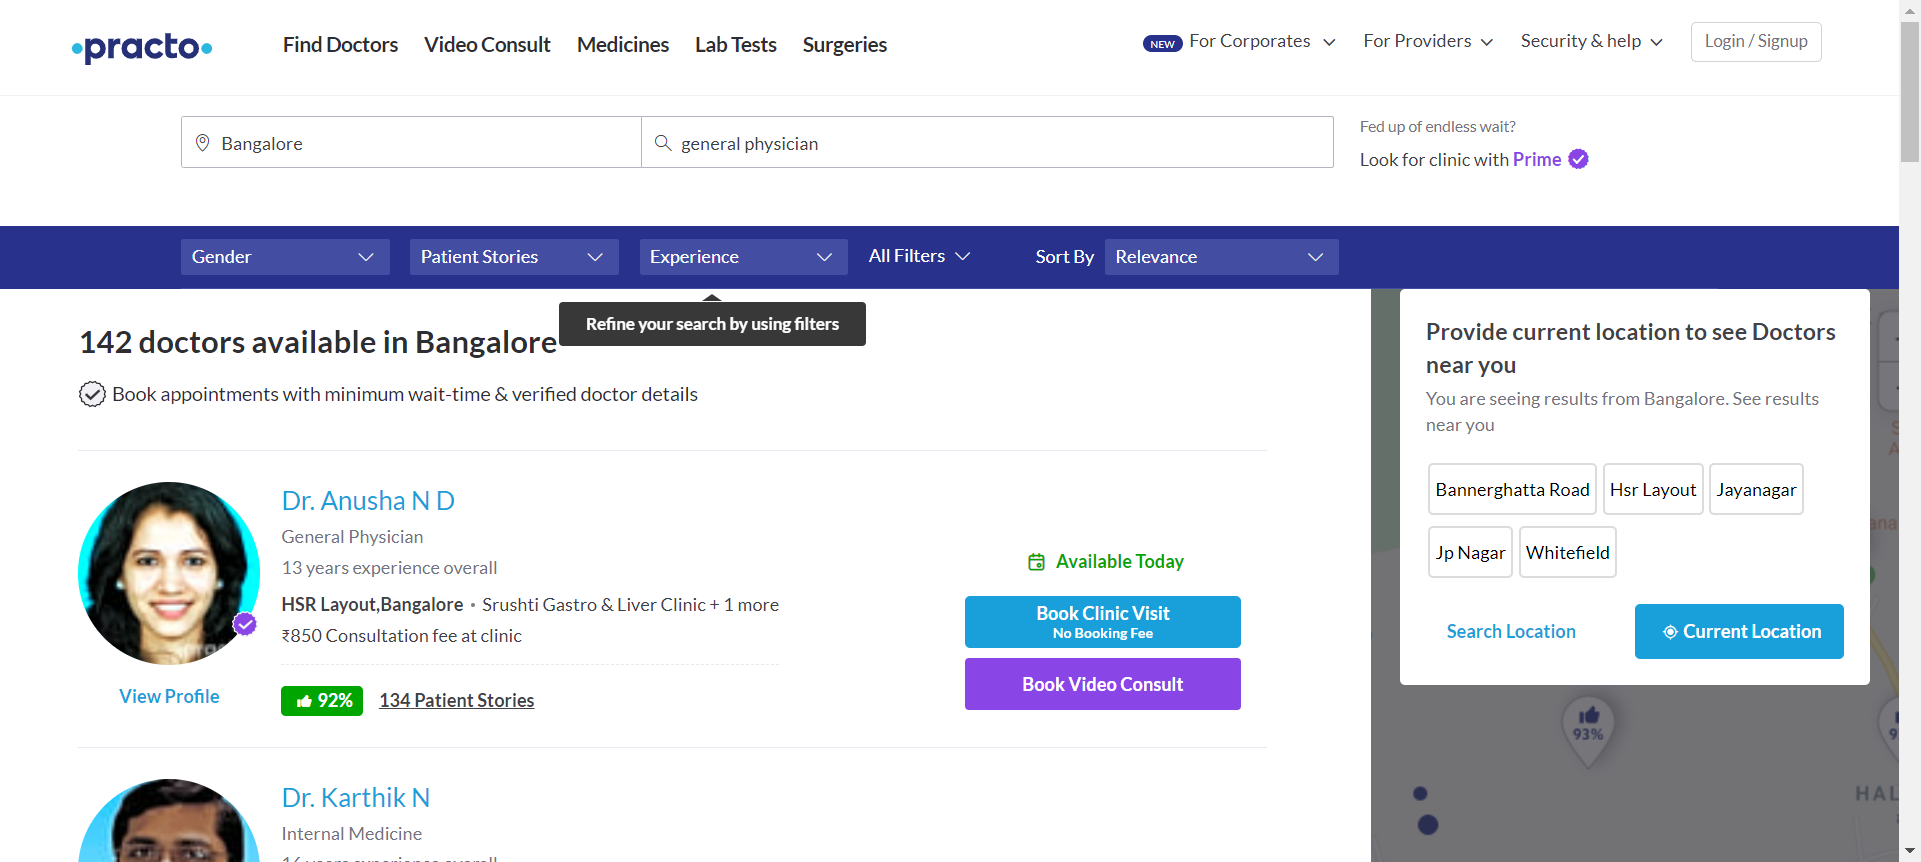 practo
Find Doctors Video Consult Medicines Lab Tests Surgeries
NEW For Corporates For Providers Security & help Login / Signup
Bangalore general physician
Fed up of endless wait?
Look for clinic with Prime
Gender Patient Stories Experience All Filters Sort By Relevance
Refine your search by using filters
142 doctors available in Bangalore
Book appointments with minimum wait-time & verified doctor details
Dr. Anusha N D
General Physician
13 years experience overall
HSR Layout,Bangalore • Srushti Gastro & Liver Clinic + 1 more
₹850 Consultation fee at clinic
View Profile
92% 134 Patient Stories
Available Today
Book Clinic Visit
No Booking Fee
Book Video Consult
Dr. Karthik N
Internal Medicine
16 years experience overall
Provide current location to see Doctors
near you
You are seeing results from Bangalore. See results
near you
Bannerghatta Road Hsr Layout Jayanagar
Jp Nagar Whitefield
Search Location Current Location
93%
HAL